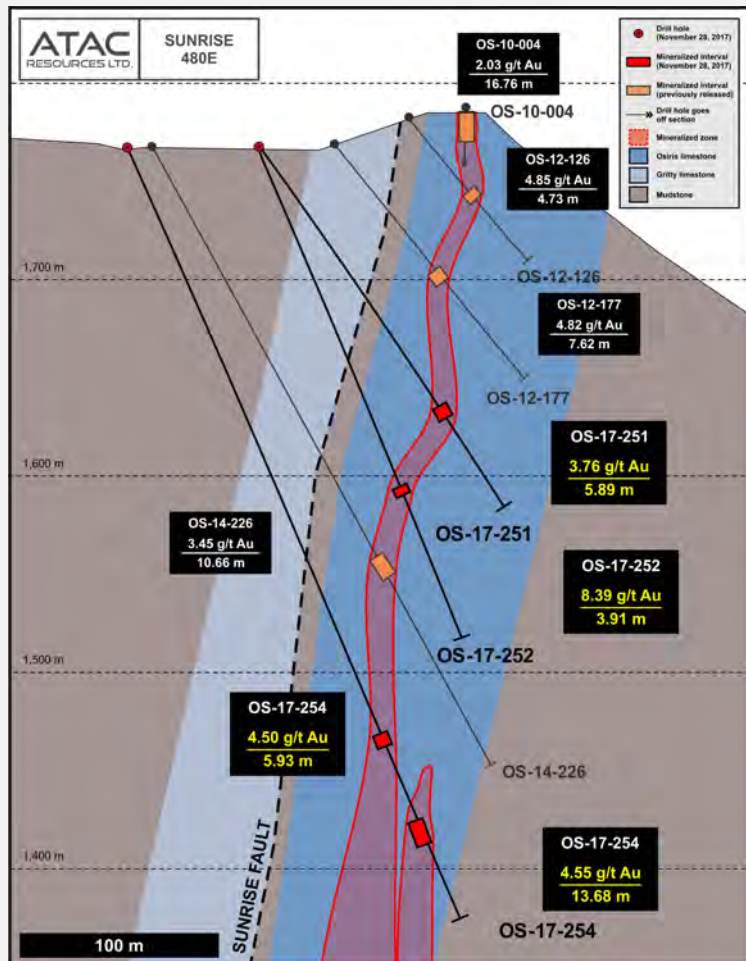 ATAC
RESOURCES LTD.
SUNRISE
480E
OS-10-004
2.03 g/t Au
16.76 m
OS-10-004
Drill hole
(November 28, 2017)
Mineralized interval
(November 28, 2017)
Mineralized interval
(previously released)
Drill hole goes
off section
Mineralized zone
Osiris limestone
Gritty limestone
Mudstone
OS-12-126
4.85 g/t Au
4.73 m
OS-12-126
1,700 m
OS-12-177
4.82 g/t Au
7.62 m
OS-12-177
OS-17-251
3.76 g/t Au
5.89 m
1,600 m
OS-17-251
OS-14-226
3.45 g/t Au
10.66 m
OS-17-252
8.39 g/t Au
3.91 m
OS-17-252
1,500 m
OS-17-254
4.50 g/t Au
5.93 m
OS-14-226
OS-17-254
4.55 g/t Au
13.68 m
1,400 m
SUNRISE FAULT
OS-17-254
100 m